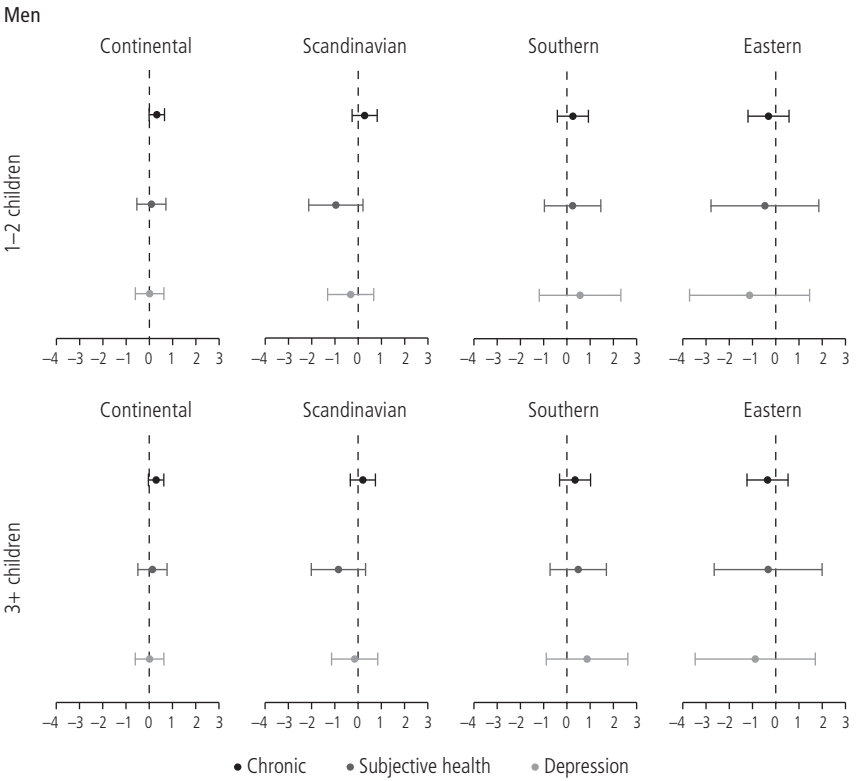 Men
Continental Scandinavian Southern Eastern
1–2 children
–4 –3 –2 –1 0 1 2 3 –4 –3 –2 –1 0 1 2 3 –4 –3 –2 –1 0 1 2 3 –4 –3 –2 –1 0 1 2 3
Continental Scandinavian Southern Eastern
3+ children
–4 –3 –2 –1 0 1 2 3 –4 –3 –2 –1 0 1 2 3 –4 –3 –2 –1 0 1 2 3 –4 –3 –2 –1 0 1 2 3
Chronic Subjective health Depression